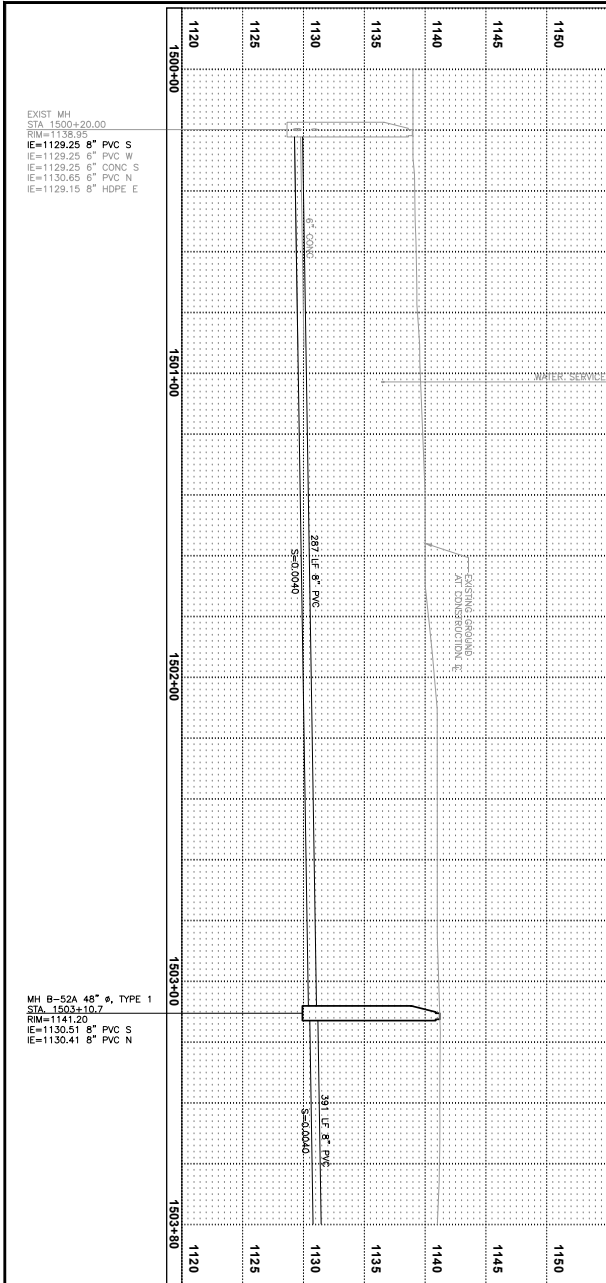 1120
1125
1130
1135
1140
1145
1150
1500+00
EXIST MH
STA 1500+20.00
RIM=1138.95
IE=1129.25 8" PVC S
IE=1129.25 6" PVC W
IE=1129.25 6" CONC S
IE=1130.65 6" PVC N
IE=1129.15 8" HDPE E
6" CONC
1501+00
WATER SERVICE
287 LF 8" PVC
S=0.0040
EXISTING GROUND
AT CONSTRUCTION ℄
1502+00
1503+00
MH B-52A 48" ø, TYPE 1
STA. 1503+10.7
RIM=1141.20
IE=1130.51 8" PVC S
IE=1130.41 8" PVC N
391 LF 8" PVC
S=0.0040
1503+80
1120
1125
1130
1135
1140
1145
1150